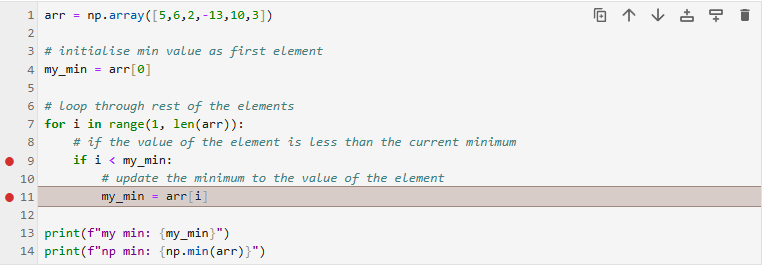 1 arr = np.array([5,6,2,-13,10,3])
2
3 # initialise min value as first element
4 my_min = arr[0]
5
6 # loop through rest of the elements
7 for i in range(1, len(arr)):
8     # if the value of the element is less than the current minimum
9     if i < my_min:
10         # update the minimum to the value of the element
11         my_min = arr[i]
12
13 print(f"my min: {my_min}")
14 print(f"np min: {np.min(arr)}")